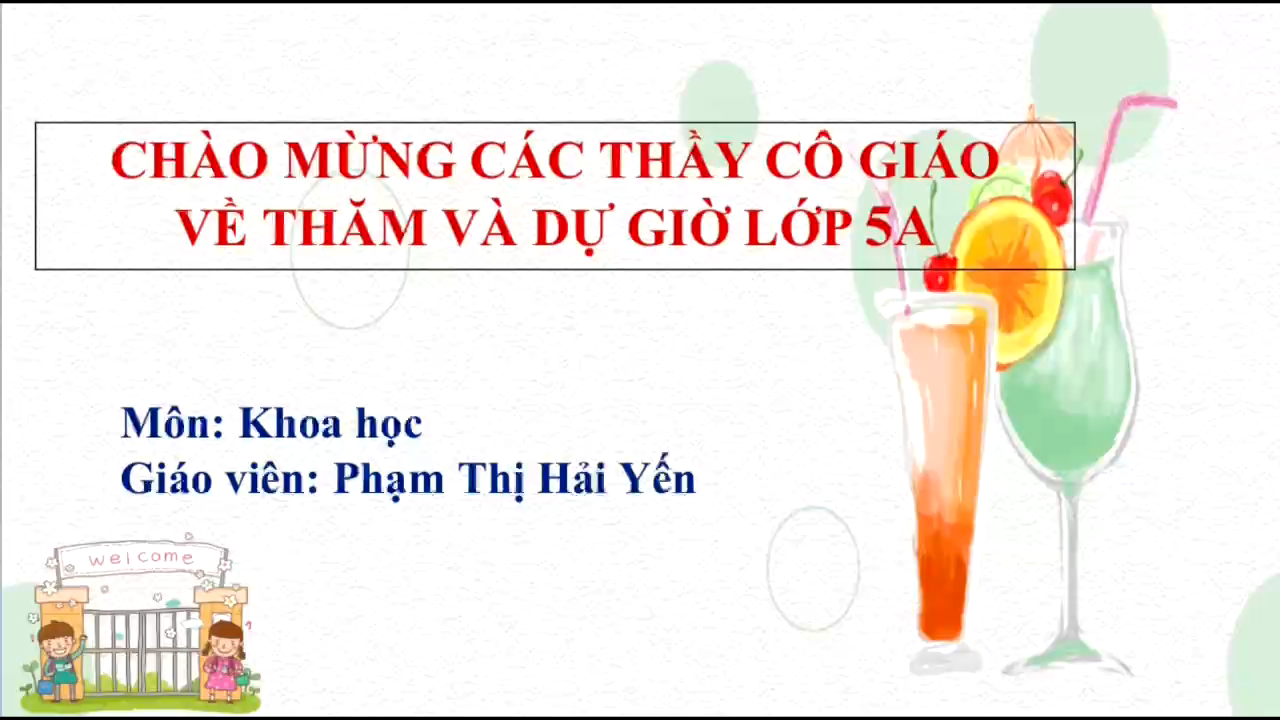 CHÀO MỪNG CÁC THẦY CÔ GIÁO
VỀ THĂM VÀ DỰ GIỜ LỚP 5A
Môn: Khoa học
Giáo viên: Phạm Thị Hải Yến
welcome